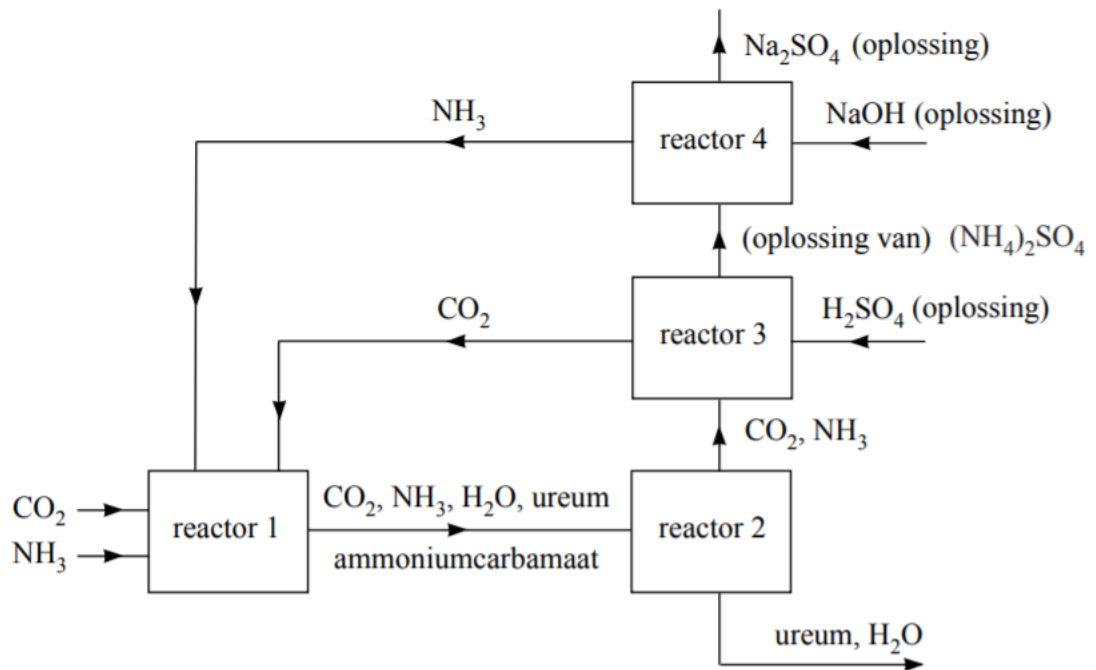 Na₂SO₄ (oplossing)
NH₃
reactor 4
NaOH (oplossing)
(oplossing van) (NH₄)₂SO₄
CO₂
reactor 3
H₂SO₄ (oplossing)
CO₂, NH₃
CO₂
NH₃
reactor 1
CO₂, NH₃, H₂O, ureum
ammoniumcarbamaat
reactor 2
ureum, H₂O